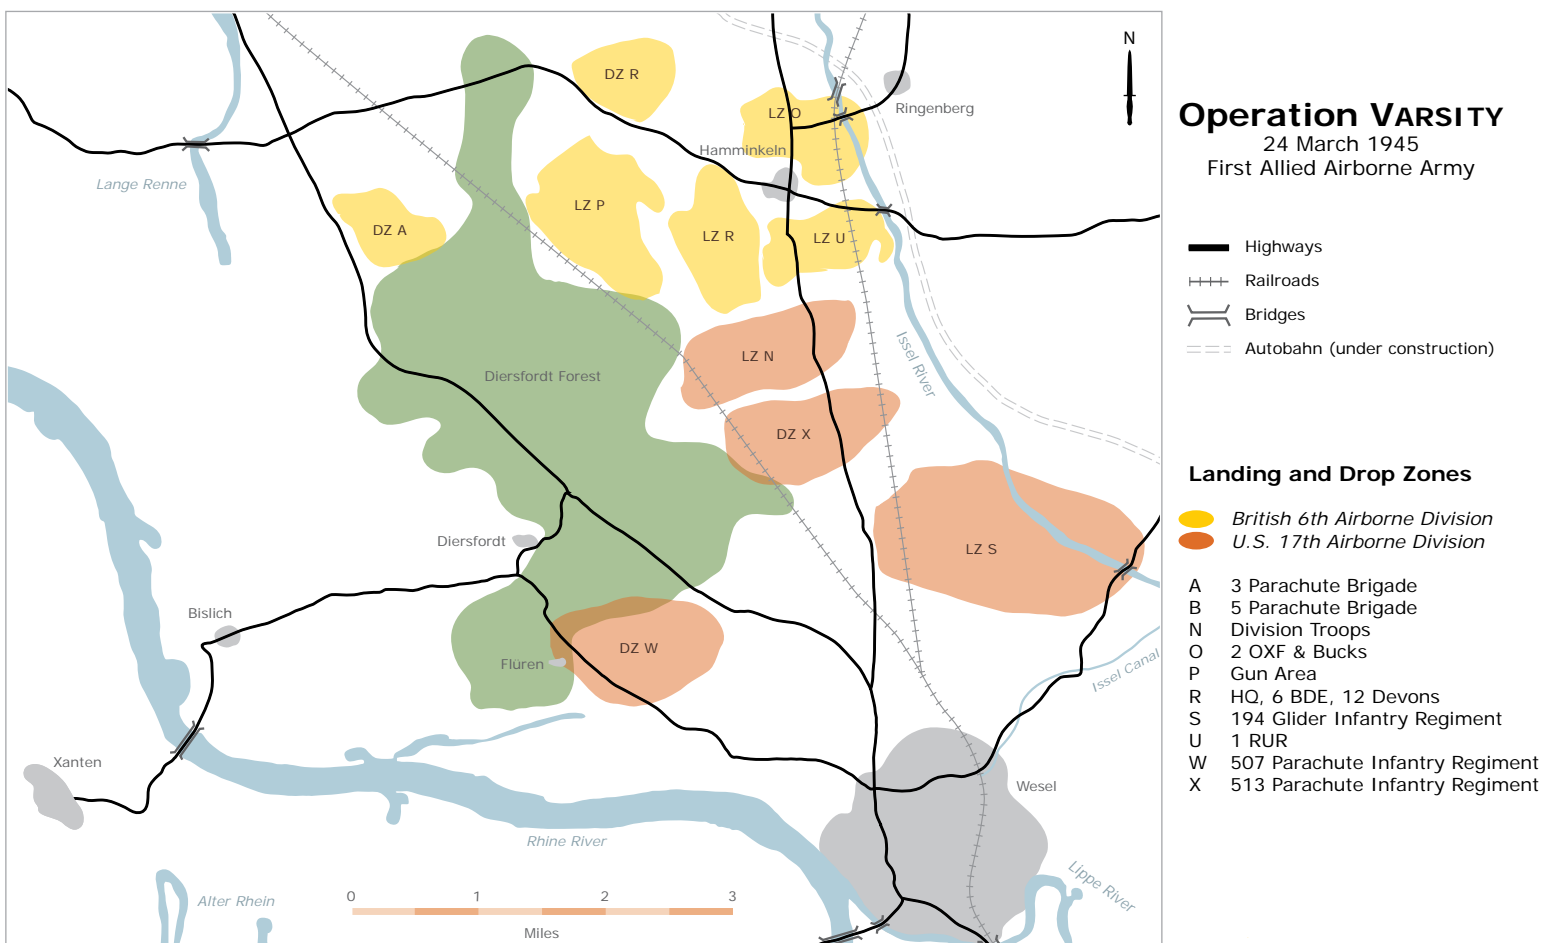 N
DZ R
LZ O
Ringenberg
Hamminkeln
Lange Renne
DZ A
LZ P
LZ R
LZ U
Issel River
LZ N
Diersfordt Forest
DZ X
Diersfordt
LZ S
Bislich
DZ W
Flüren
Issel Canal
Xanten
Wesel
Rhine River
Lippe River
Alter Rhein
0 1 2 3
Miles
Operation VARSITY
24 March 1945
First Allied Airborne Army
Highways
Railroads
Bridges
Autobahn (under construction)
Landing and Drop Zones
British 6th Airborne Division
U.S. 17th Airborne Division
A 3 Parachute Brigade
B 5 Parachute Brigade
N Division Troops
O 2 OXF & Bucks
P Gun Area
R HQ, 6 BDE, 12 Devons
S 194 Glider Infantry Regiment
U 1 RUR
W 507 Parachute Infantry Regiment
X 513 Parachute Infantry Regiment